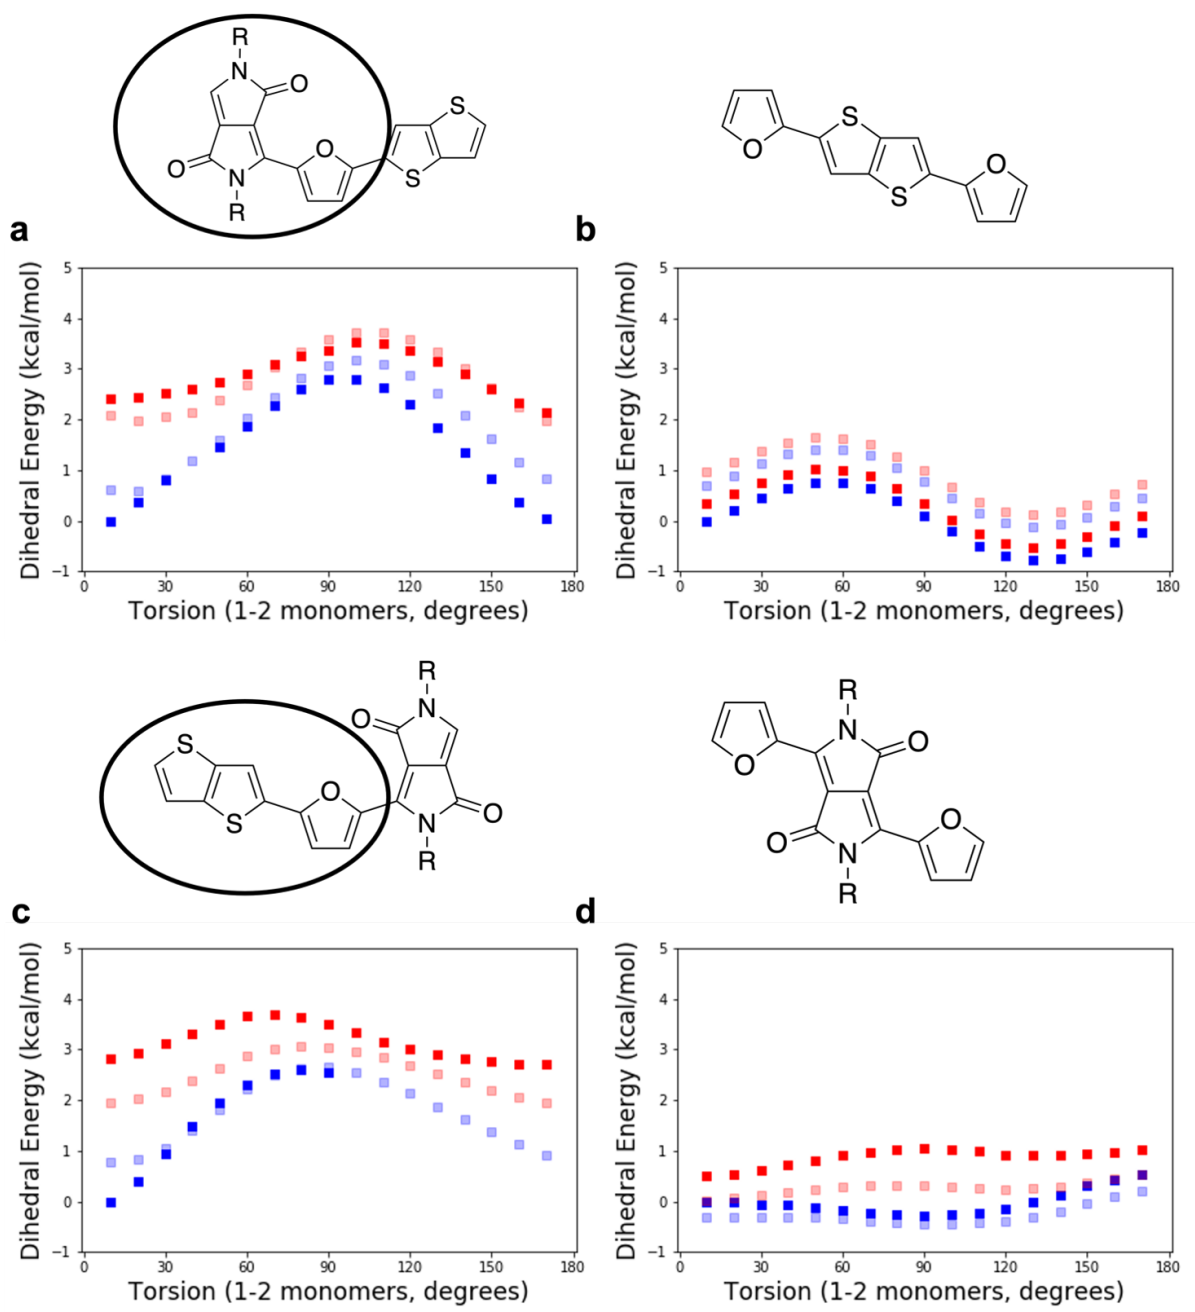 R
N
O
O
N
R
O
S
S
a
O
S
S
O
b
Dihedral Energy (kcal/mol)
5
4
3
2
1
0
−1
0 30 60 90 120 150 180
Torsion (1-2 monomers, degrees)
Dihedral Energy (kcal/mol)
5
4
3
2
1
0
−1
0 30 60 90 120 150 180
Torsion (1-2 monomers, degrees)
S
S
O
R
N
O
O
N
R
c
O
R
N
O
O
N
R
O
d
Dihedral Energy (kcal/mol)
5
4
3
2
1
0
−1
0 30 60 90 120 150 180
Torsion (1-2 monomers, degrees)
Dihedral Energy (kcal/mol)
5
4
3
2
1
0
−1
0 30 60 90 120 150 180
Torsion (1-2 monomers, degrees)